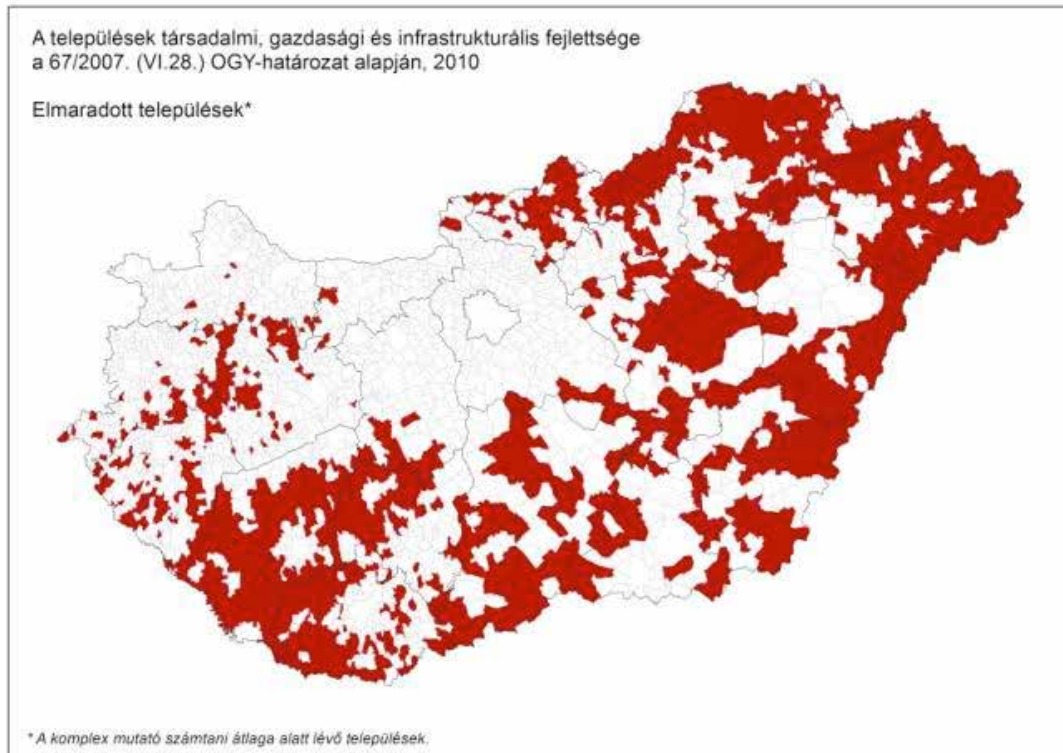 A települések társadalmi, gazdasági és infrastrukturális fejlettsége
a 67/2007. (VI.28.) OGY-határozat alapján, 2010
Elmaradott települések*
* A komplex mutató számtani átlaga alatt lévő települések.